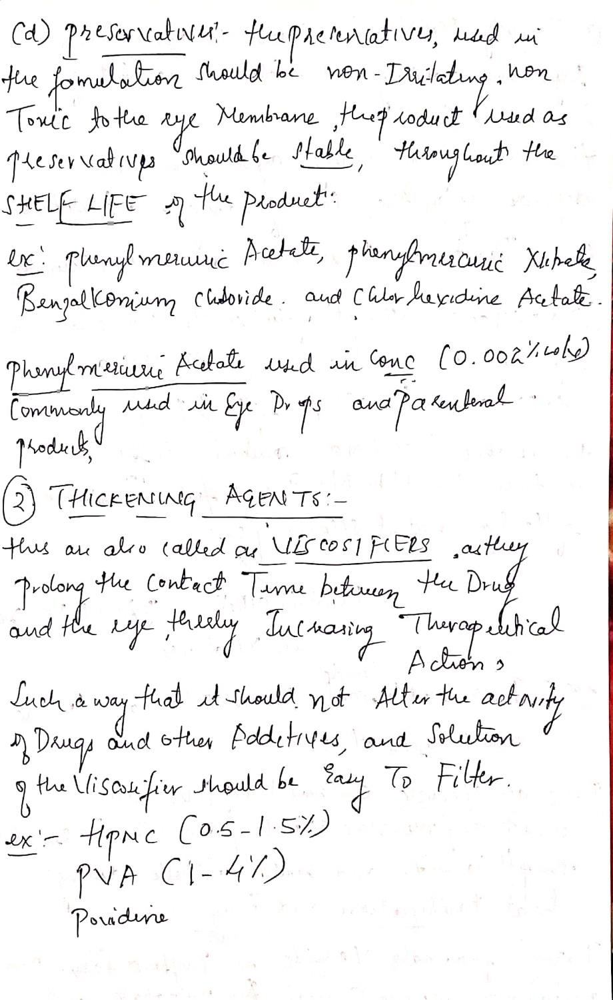 (d) preservatives:- the preservatives, used in
the fomulation should be non-Irritating, non
Toxic to the eye Membrane, the product used as
preservatives should be stable, throughout the
SHELF LIFE of the product:
ex: phenyl mercuric Acetate, phenylmercuric Nitrate,
Benzalkonium chloride. and Chlorhexidine Acetate.
Phenylmercuric Acetate used in Conc (0.002%
Commonly used in Eye Drops and Parenteral
products,
(2) THICKENING AGENTS:-
thus are also called as VISCOSIFIERS, as they
prolong the Contact Time between the Drug
and the eye, thereby Increasing Therapeutical
Action,
Such a way that it should not Alter the activity
of Drugs and other Additives, and Solution
of the Viscosifier should be Easy To Filter.
ex:- HPMC (0.5-1.5%)
PVA (1-4%)